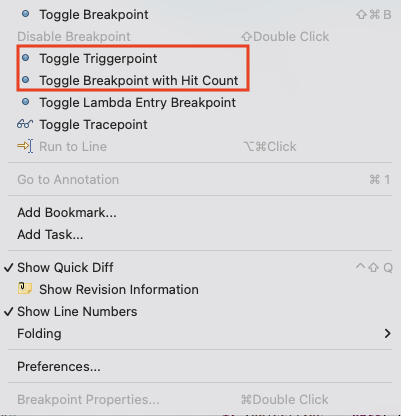 Toggle Breakpoint ⇧⌘B
Disable Breakpoint ⇧Double Click
Toggle Triggerpoint
Toggle Breakpoint with Hit Count
Toggle Lambda Entry Breakpoint
Toggle Tracepoint
Run to Line ⌥⌘Click
Go to Annotation ⌘1
Add Bookmark...
Add Task...
✓ Show Quick Diff ^⇧Q
Show Revision Information
✓ Show Line Numbers
Folding >
Preferences...
Breakpoint Properties... ⌘Double Click